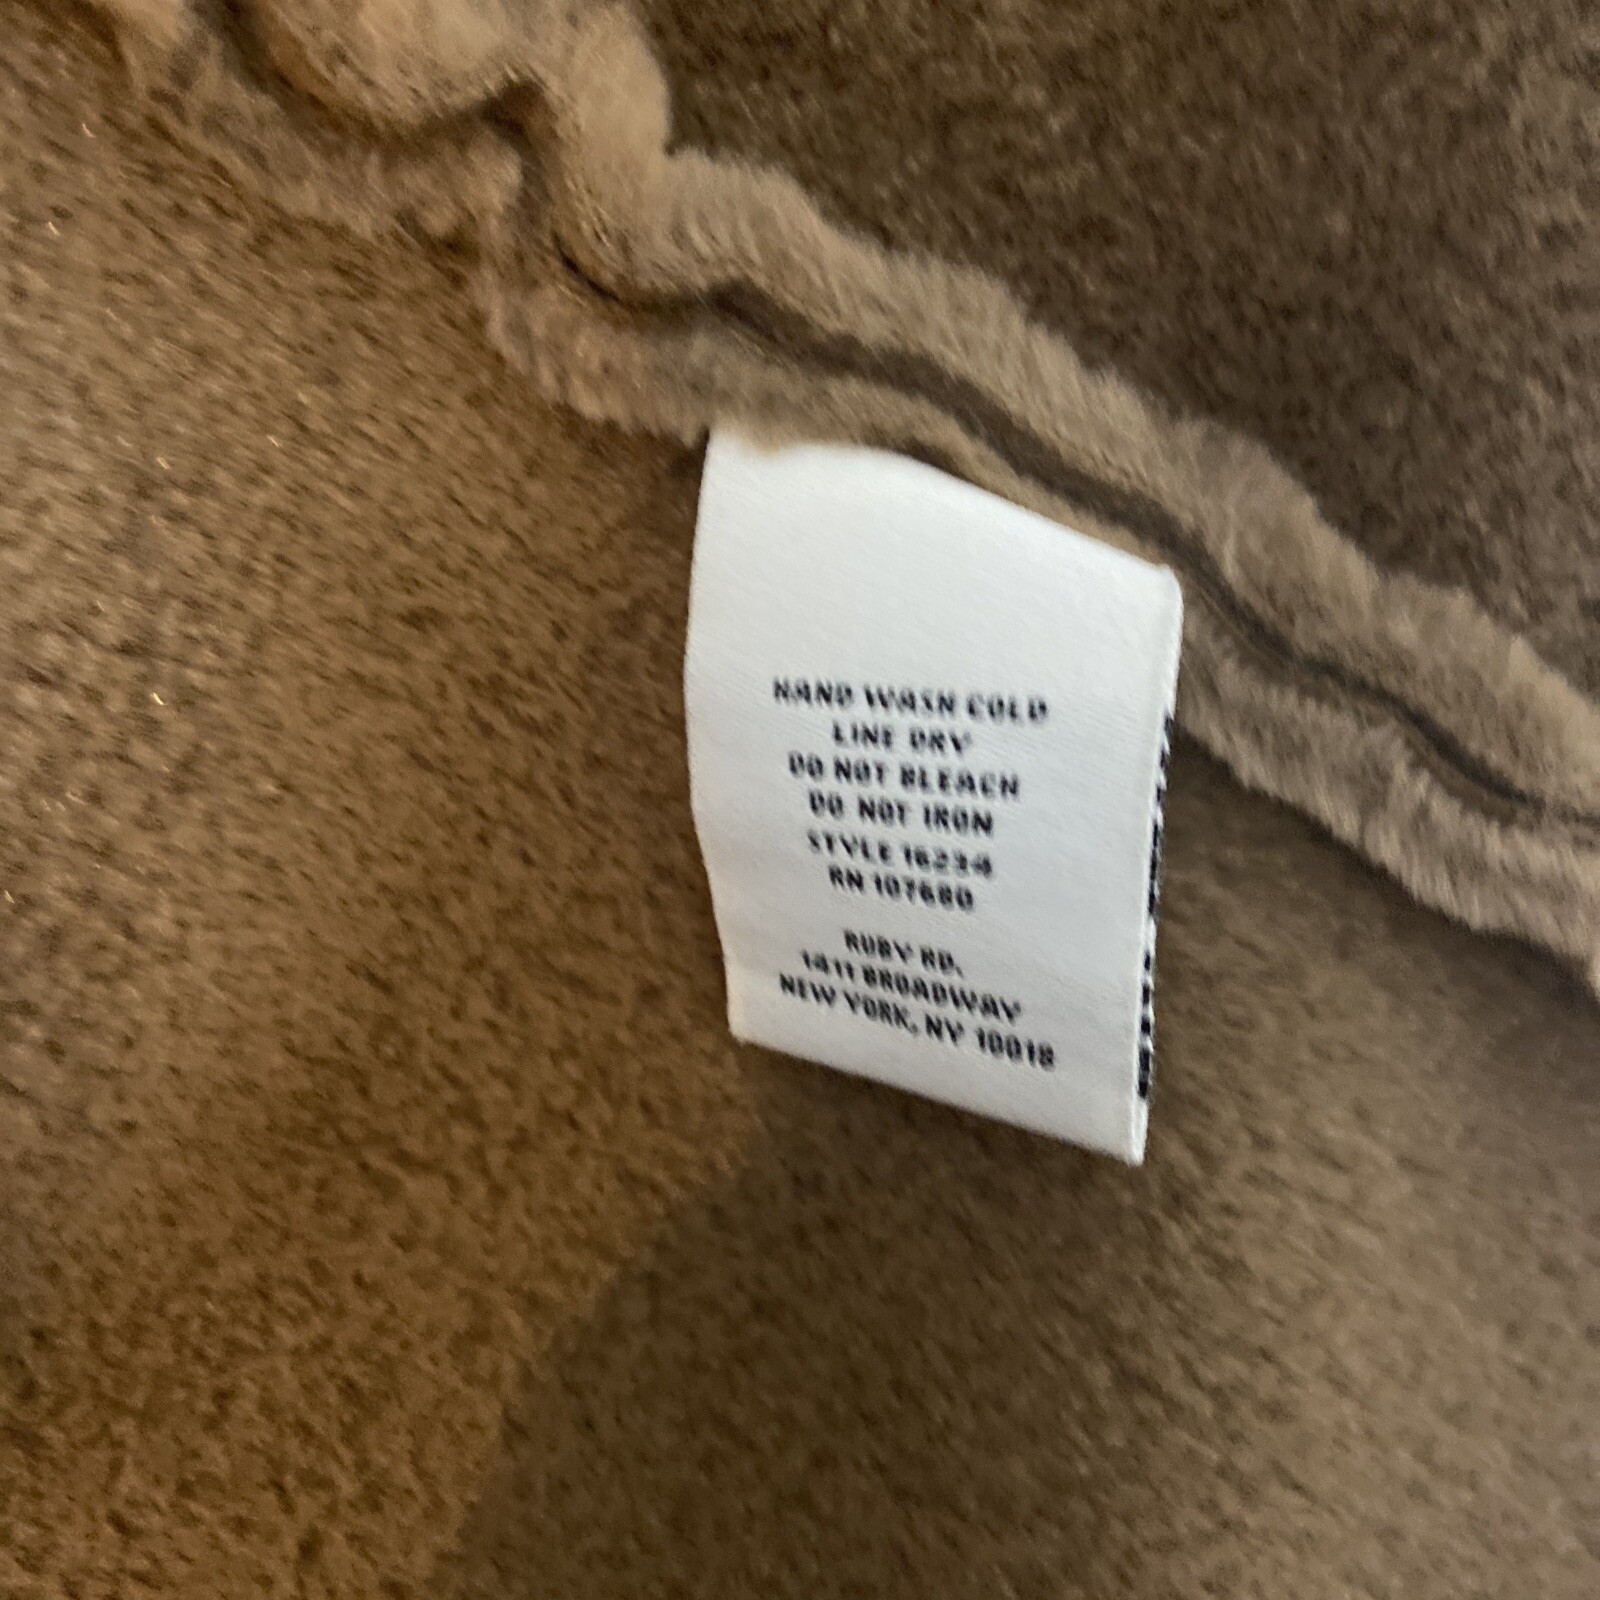 HAND WASH COLD
LINE DRY
DO NOT BLEACH
DO NOT IRON
STYLE 16234
RN 107680
RUBY RD.
1411 BROADWAY
NEW YORK, NY 10018